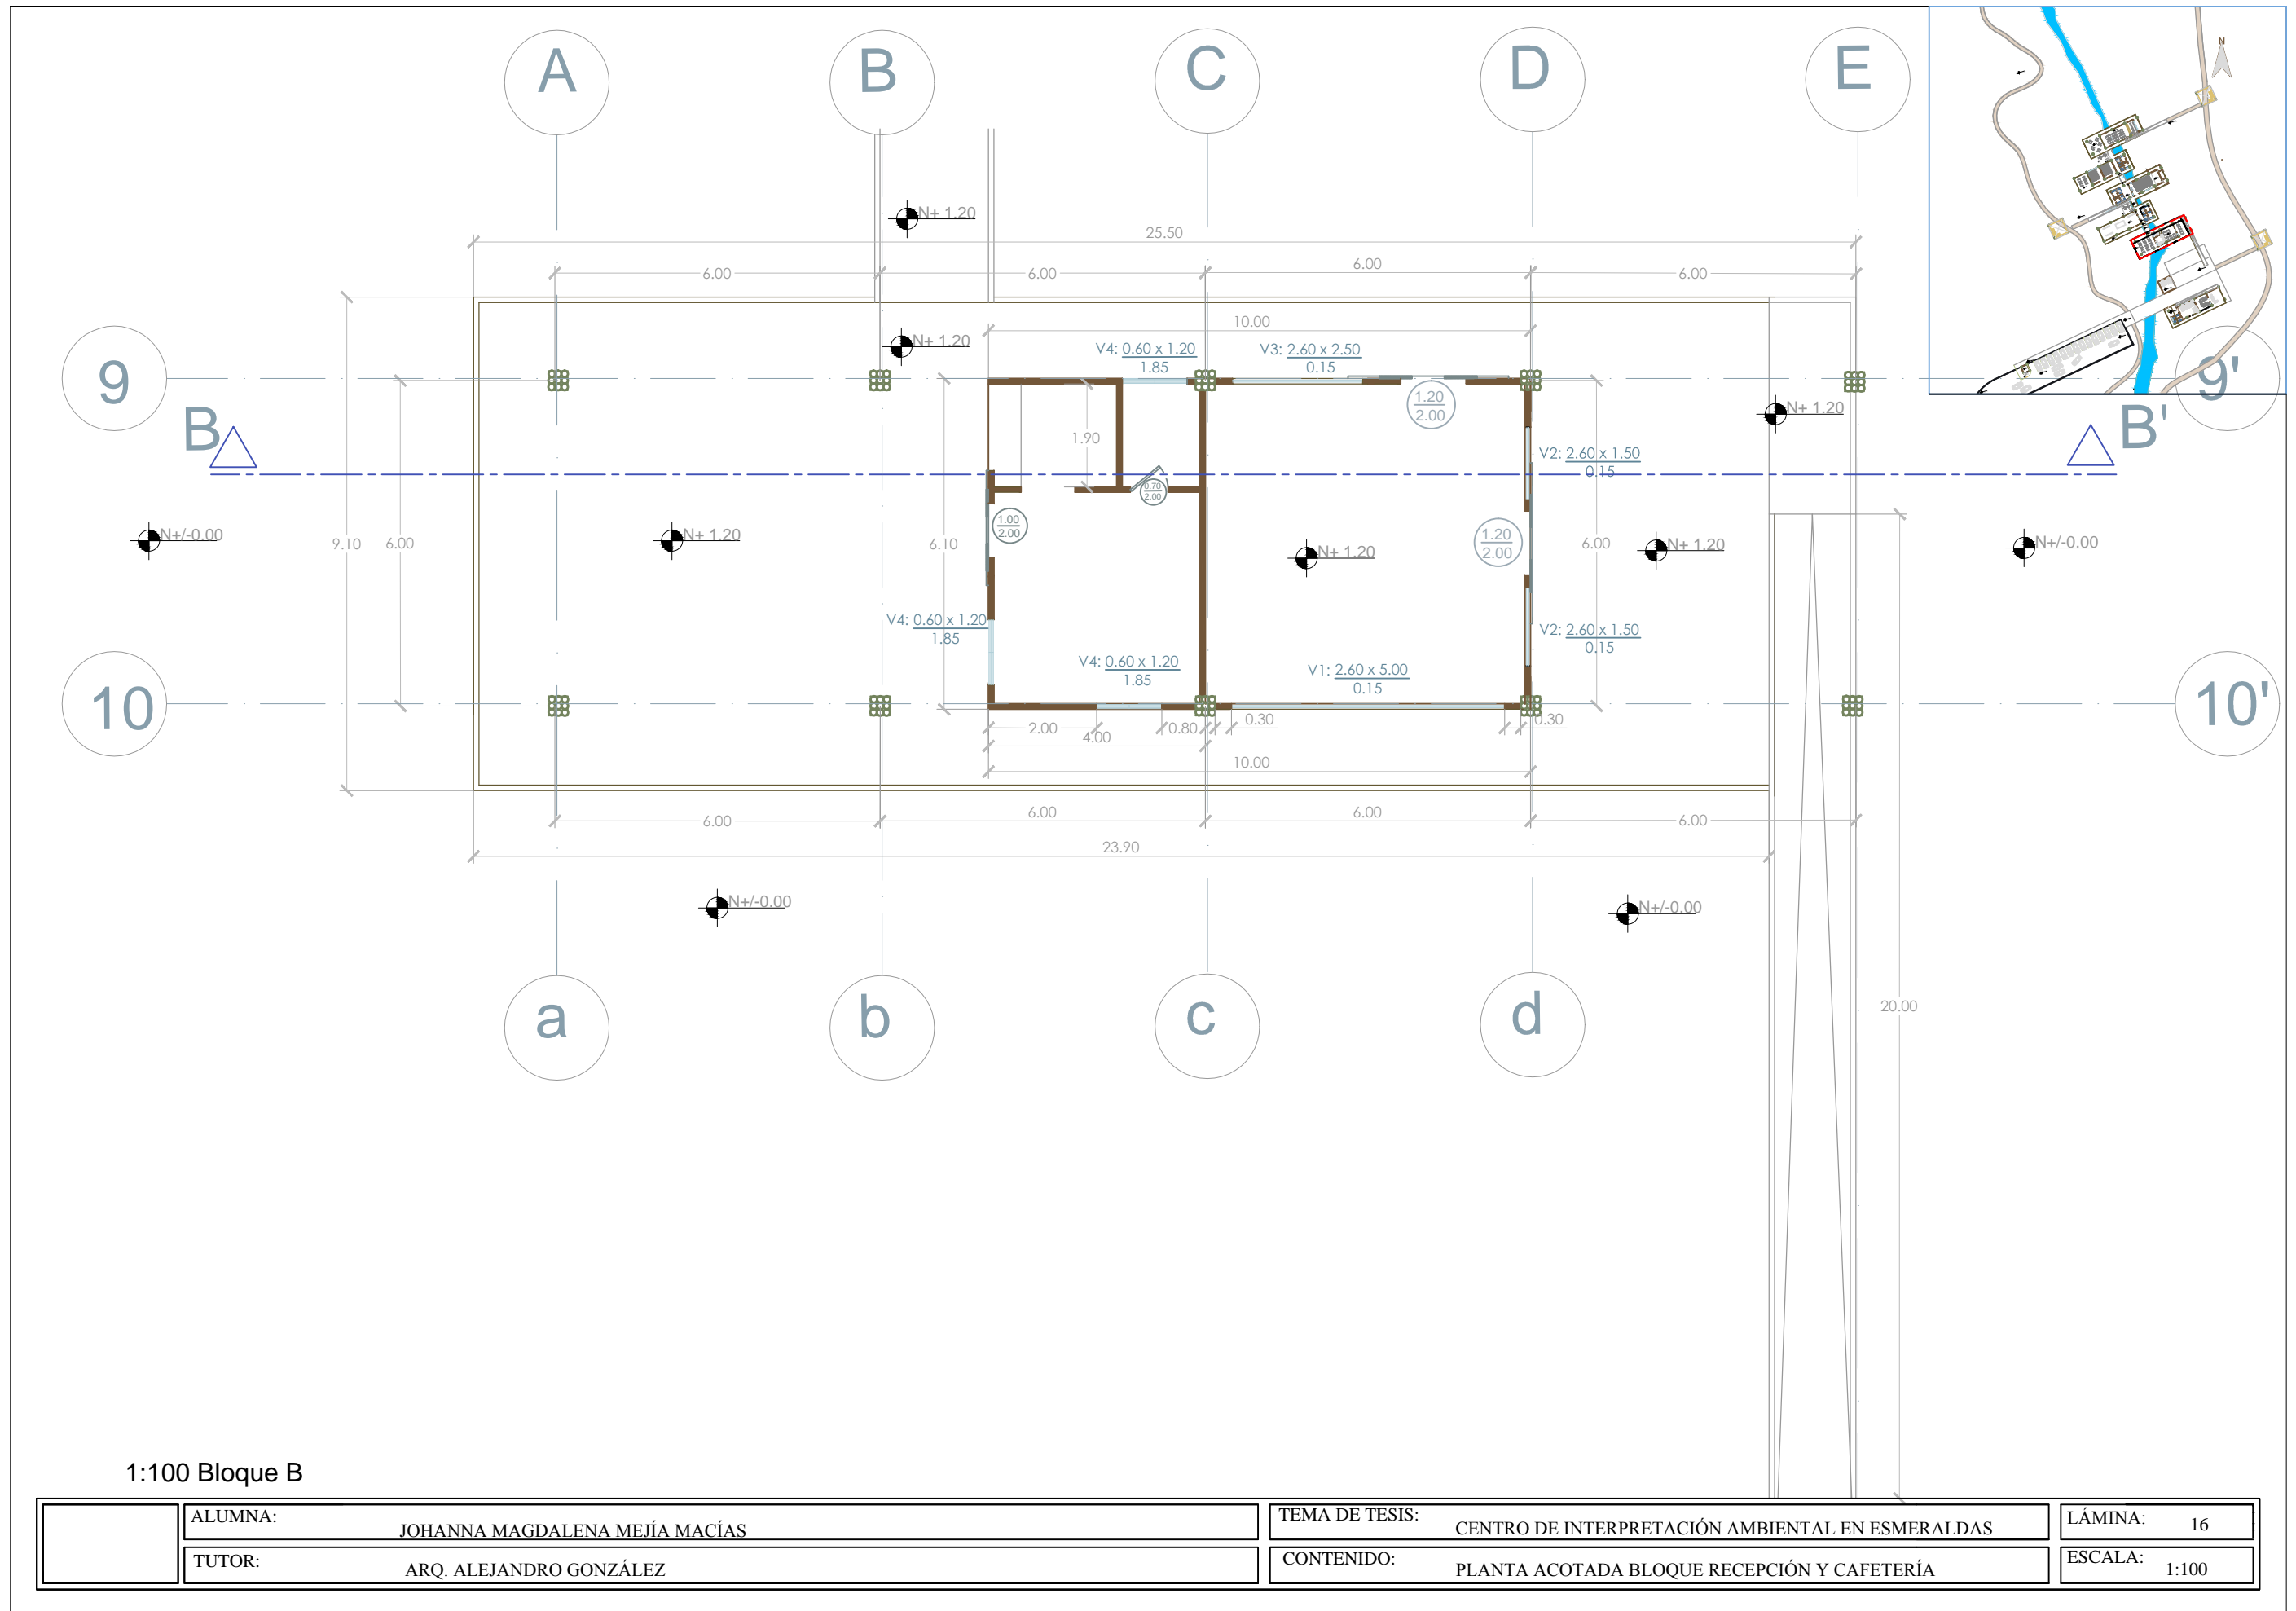 A B C D E
N
N+ 1.20
25.50
6.00 6.00 6.00 6.00
N+ 1.20
10.00
V4: 0.60 x 1.20
1.85
V3: 2.60 x 2.50
0.15
9 9'
1.20
2.00
N+ 1.20
B B'
1.90
V2: 2.60 x 1.50
0.15
0.70
2.00
1.00
2.00
1.20
2.00
N+/-0.00
9.10 6.00
N+ 1.20
6.10
N+ 1.20
6.00
N+ 1.20
N+/-0.00
V4: 0.60 x 1.20
1.85
V2: 2.60 x 1.50
0.15
V4: 0.60 x 1.20
1.85
V1: 2.60 x 5.00
0.15
10 10'
2.00 0.80 0.30 0.30
4.00
10.00
6.00 6.00 6.00 6.00
23.90
N+/-0.00
N+/-0.00
a b c d
20.00
1:100 Bloque B
ALUMNA: JOHANNA MAGDALENA MEJÍA MACÍAS
TUTOR: ARQ. ALEJANDRO GONZÁLEZ
TEMA DE TESIS: CENTRO DE INTERPRETACIÓN AMBIENTAL EN ESMERALDAS
CONTENIDO: PLANTA ACOTADA BLOQUE RECEPCIÓN Y CAFETERÍA
LÁMINA: 16
ESCALA: 1:100